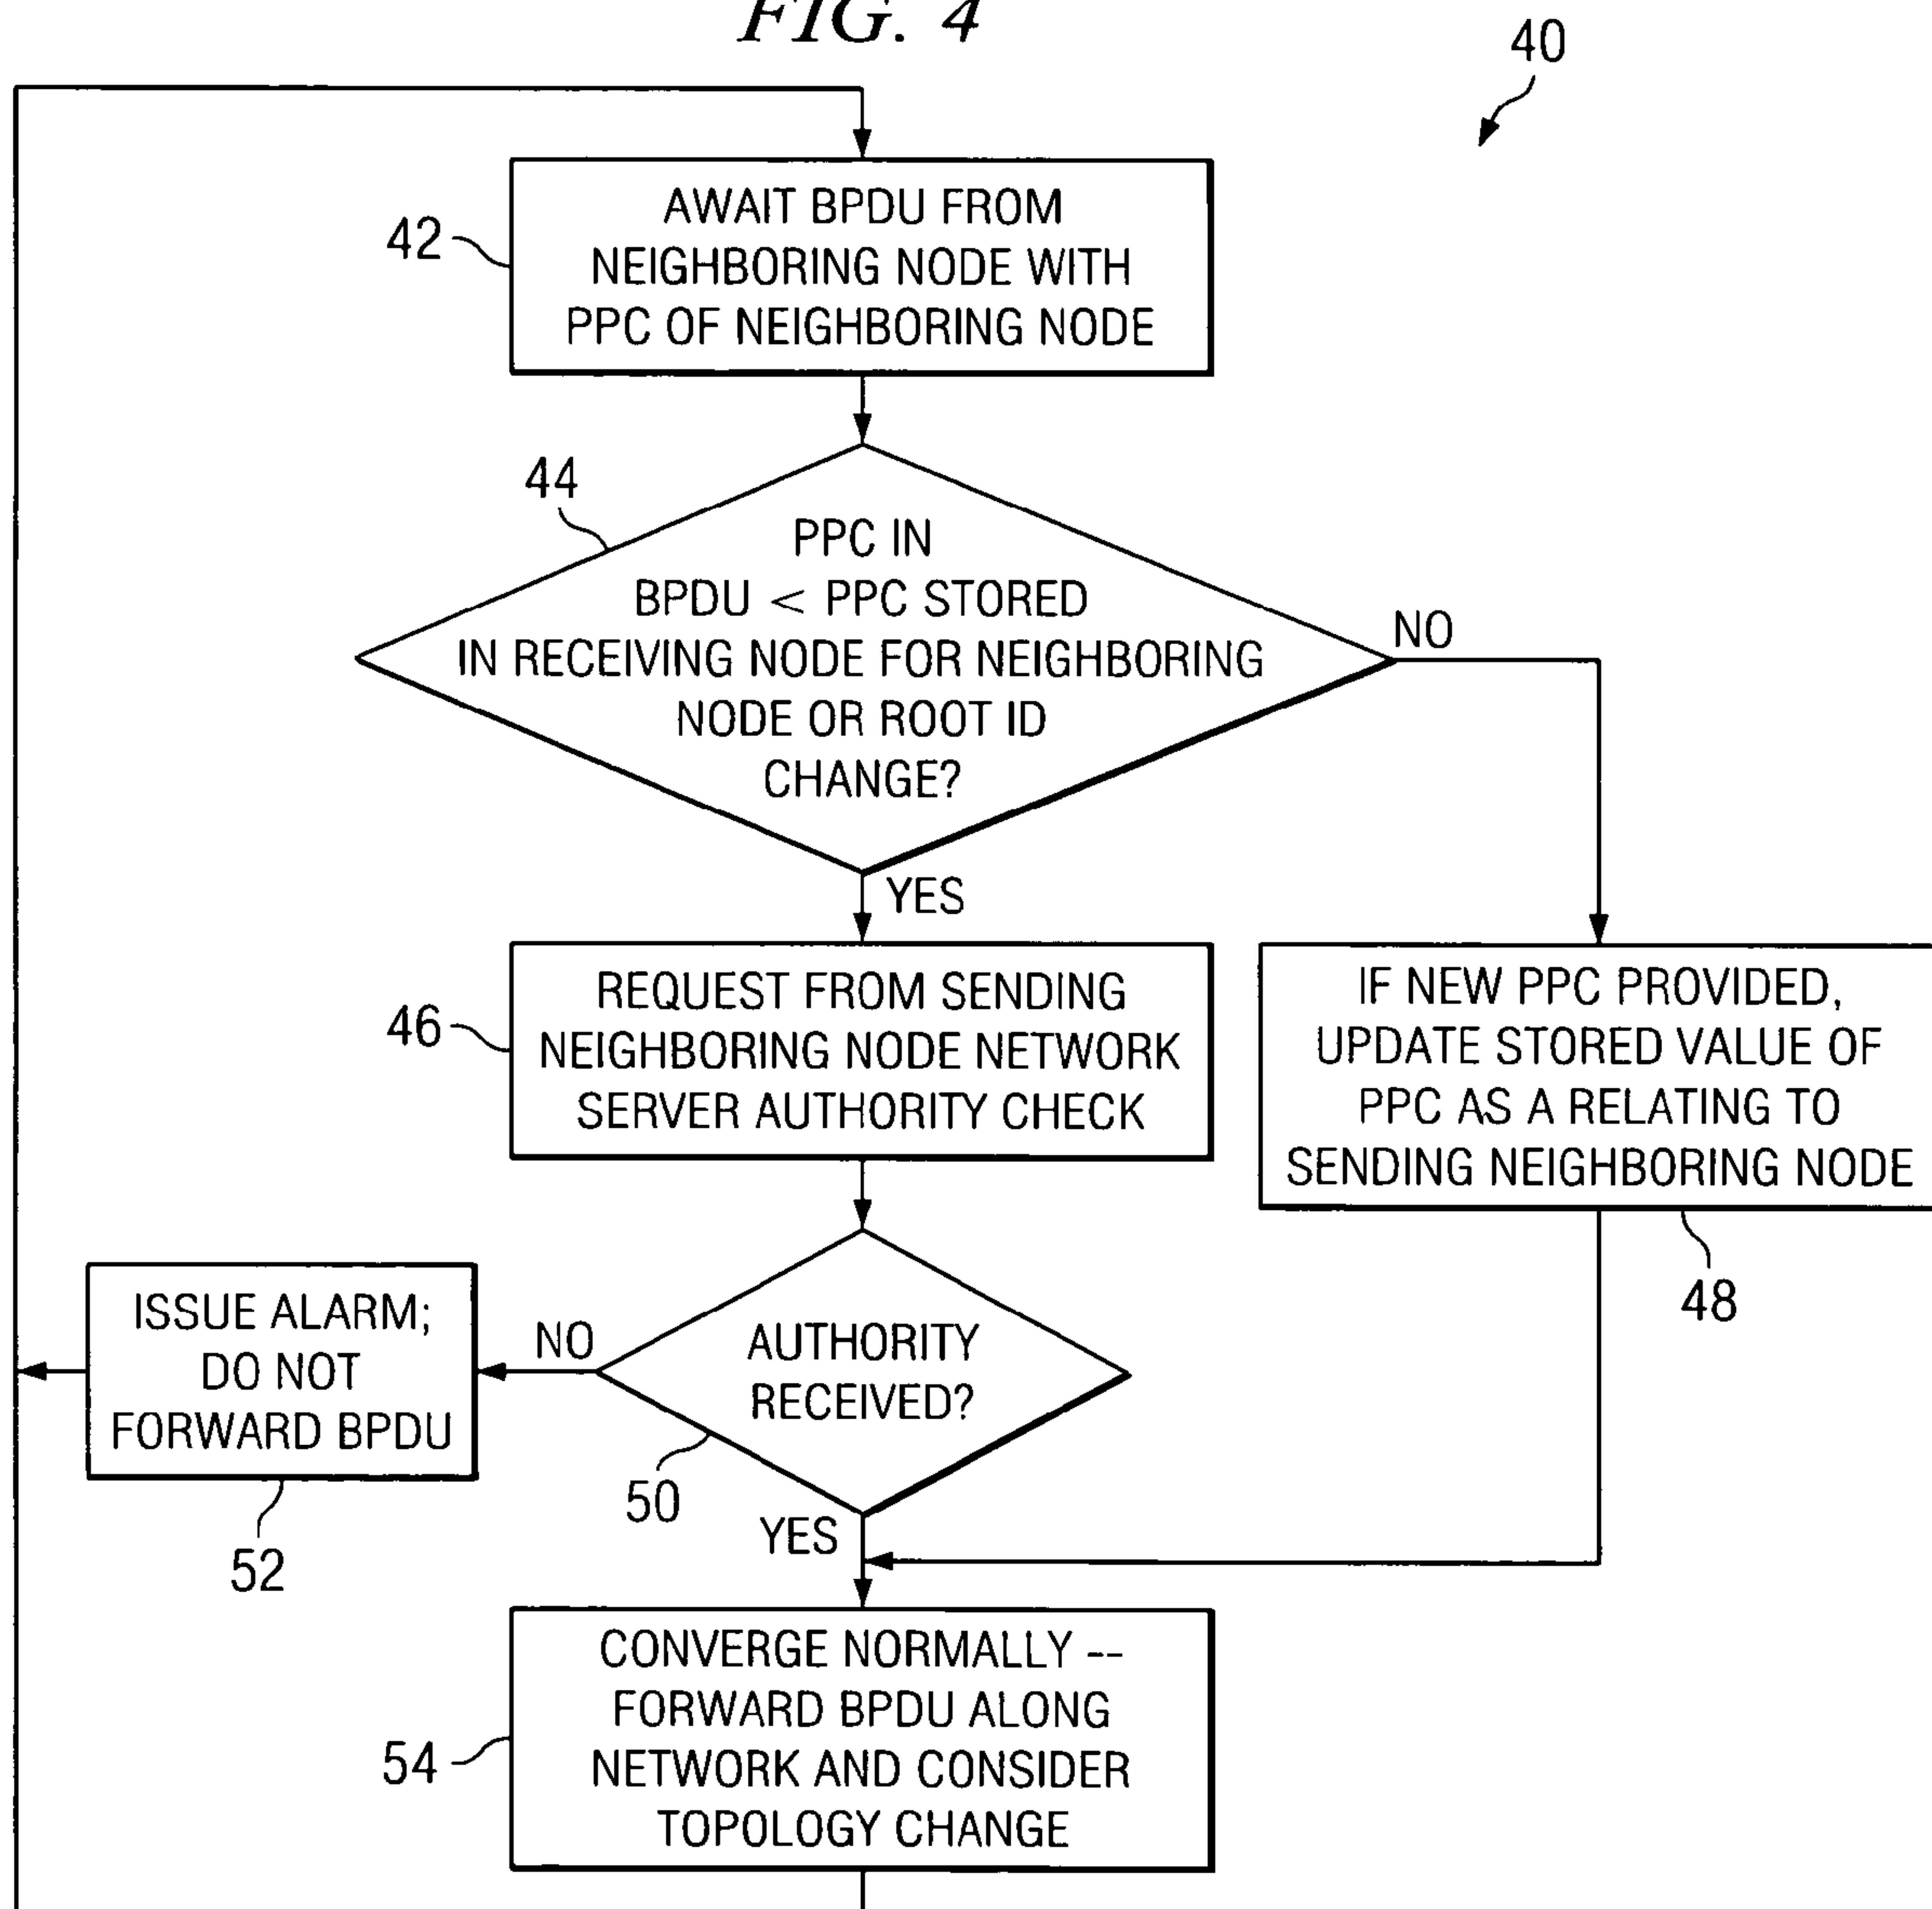 FIG. 4
40
AWAIT BPDU FROM
NEIGHBORING NODE WITH
PPC OF NEIGHBORING NODE
42
44
PPC IN
BPDU < PPC STORED
IN RECEIVING NODE FOR NEIGHBORING
NODE OR ROOT ID
CHANGE?
NO
YES
REQUEST FROM SENDING
NEIGHBORING NODE NETWORK
SERVER AUTHORITY CHECK
46
IF NEW PPC PROVIDED,
UPDATE STORED VALUE OF
PPC AS A RELATING TO
SENDING NEIGHBORING NODE
48
ISSUE ALARM;
DO NOT
FORWARD BPDU
52
NO
AUTHORITY
RECEIVED?
50
YES
CONVERGE NORMALLY --
FORWARD BPDU ALONG
NETWORK AND CONSIDER
TOPOLOGY CHANGE
54